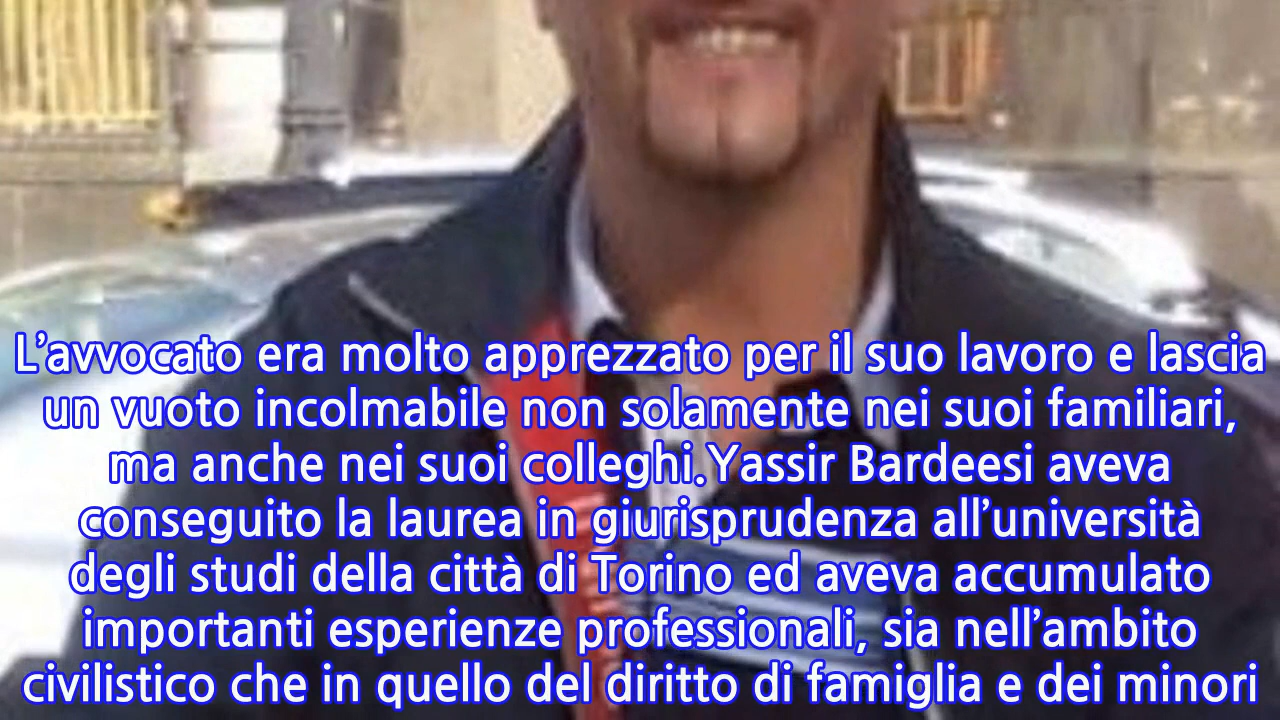 L’avvocato era molto apprezzato per il suo lavoro e lascia
un vuoto incolmabile non solamente nei suoi familiari,
ma anche nei suoi colleghi.Yassir Bardeesi aveva
conseguito la laurea in giurisprudenza all’università
degli studi della città di Torino ed aveva accumulato
importanti esperienze professionali, sia nell’ambito
civilistico che in quello del diritto di famiglia e dei minori